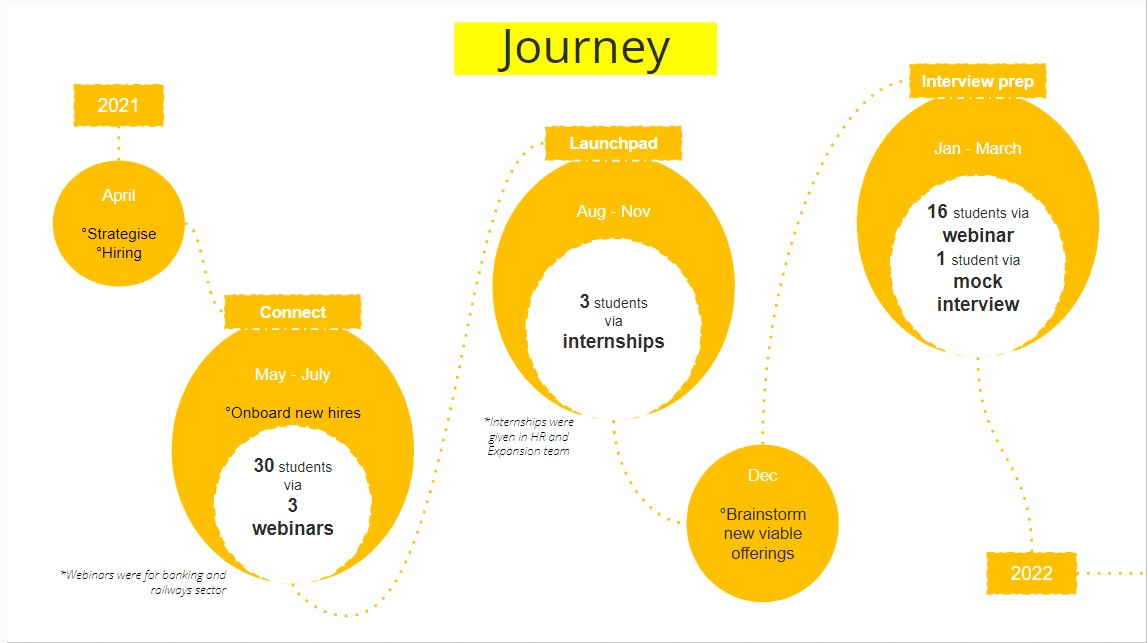 Journey
2021
April
°Strategise
°Hiring
Connect
May - July
°Onboard new hires
30 students
via
3
webinars
*Webinars were for banking and
railways sector
Launchpad
Aug - Nov
3 students
via
internships
*Internships were
given in HR and
Expansion team
Dec
°Brainstorm
new viable
offerings
Interview prep
Jan - March
16 students via
webinar
1 student via
mock
interview
2022